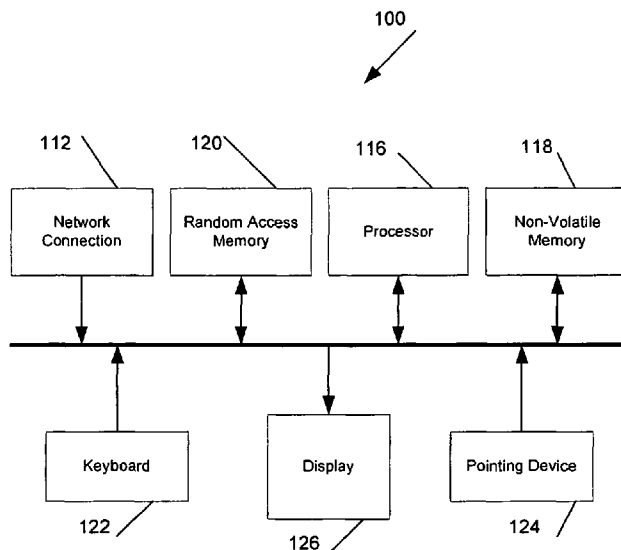 100
112
120
116
118
Network
Connection
Random Access
Memory
Processor
Non-Volatile
Memory
Keyboard
Display
Pointing Device
122
126
124